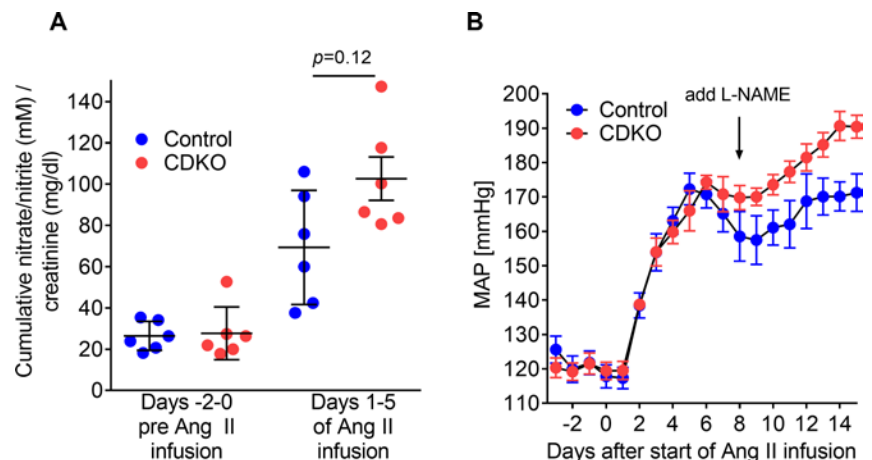 A
Cumulative nitrate/nitrite (mM) /
creatinine (mg/dl)
140
120
100
80
60
40
20
0
p=0.12
Control
CDKO
Days -2-0
pre Ang II
infusion
Days 1-5
of Ang II
infusion
B
MAP [mmHg]
200
190
180
170
160
150
140
130
120
110
Control
CDKO
add L-NAME
-2 0 2 4 6 8 10 12 14
Days after start of Ang II infusion